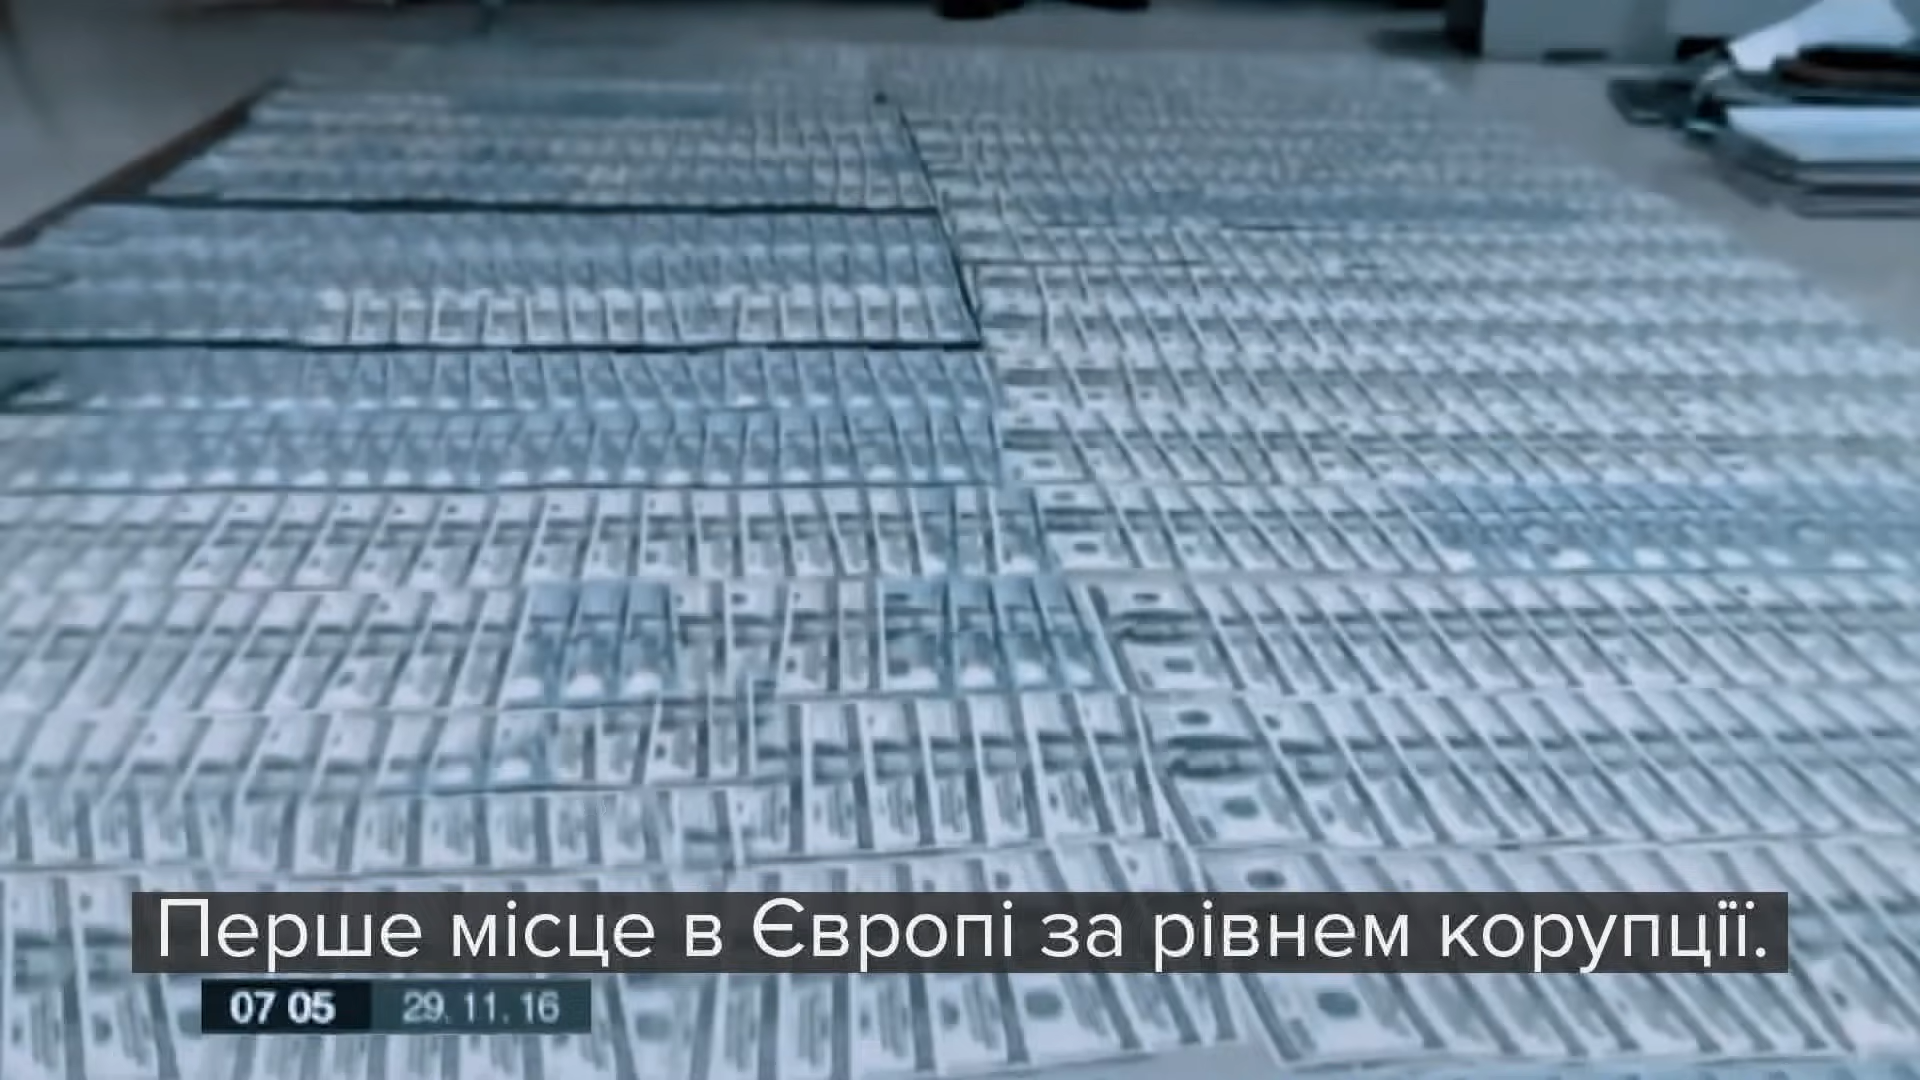 Перше місце в Європі за рівнем корупції.
07 05 29. 11. 16